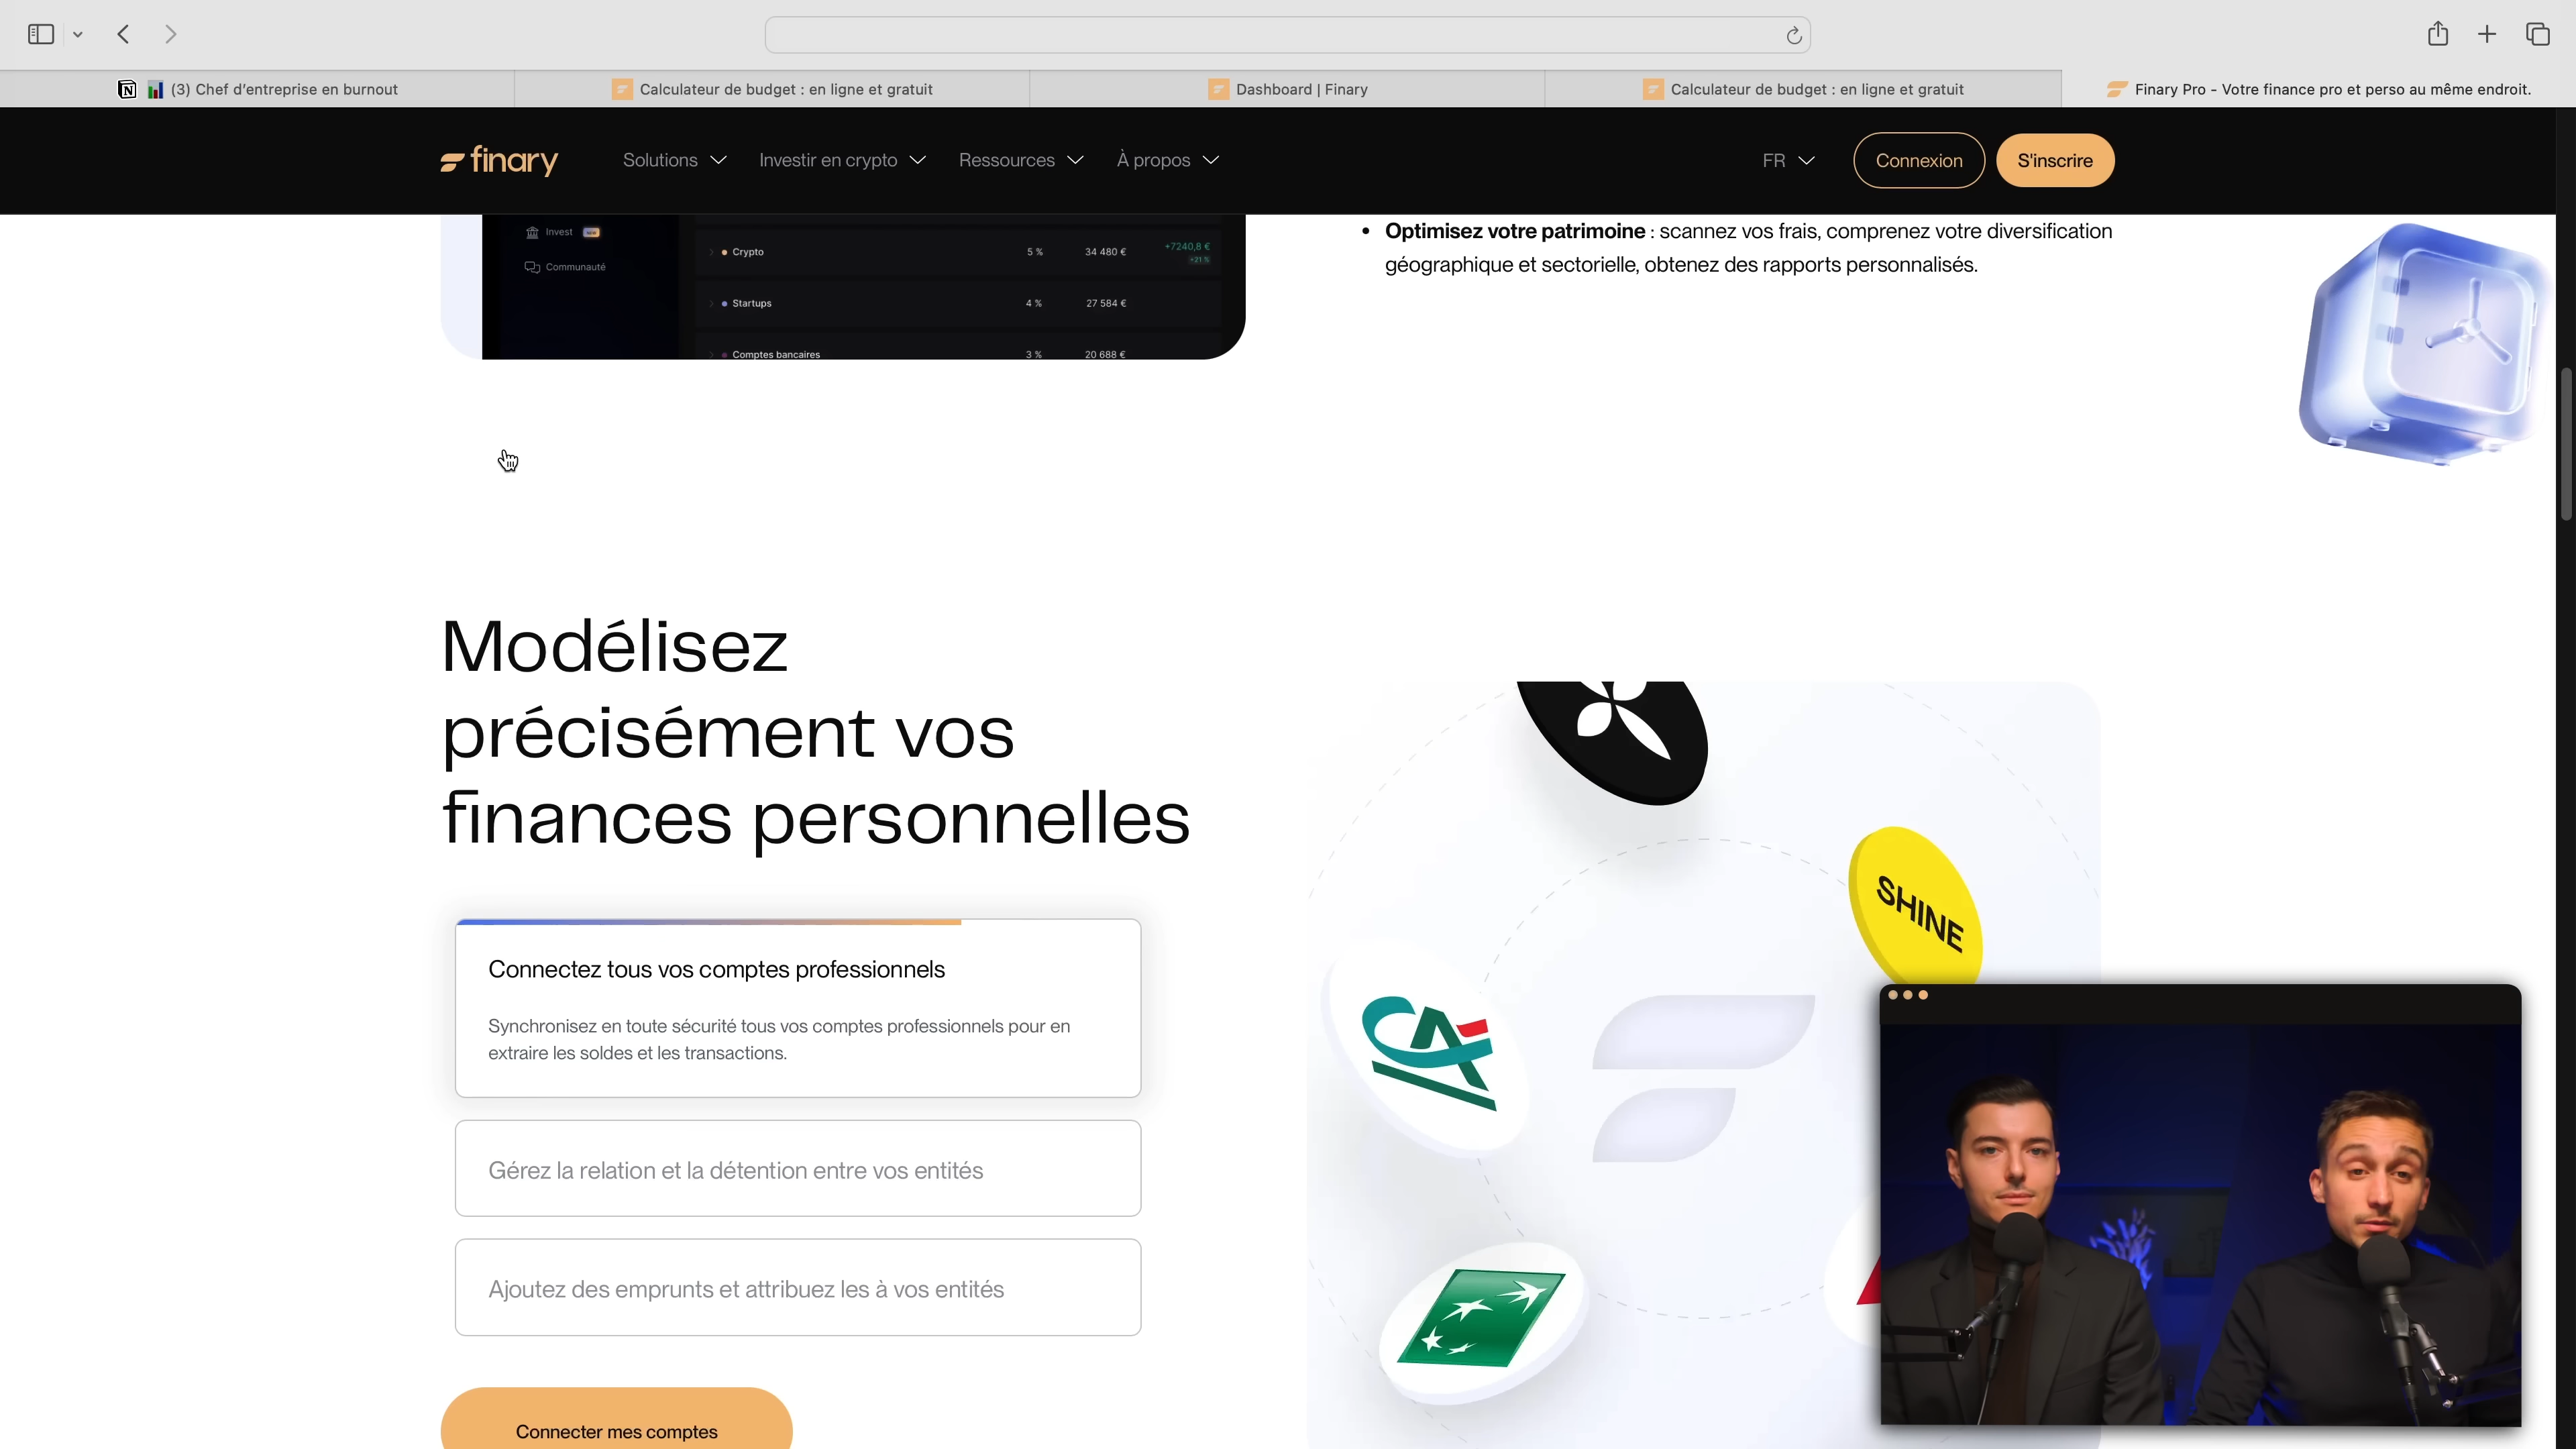 (3) Chef d'entreprise en burnout
Calculateur de budget : en ligne et gratuit
Dashboard | Finary
Calculateur de budget : en ligne et gratuit
Finary Pro - Votre finance pro et perso au même endroit.
finary
Solutions
Investir en crypto
Ressources
À propos
FR
Connexion
S'inscrire
Invest
Communauté
Crypto
5 %
34 480 €
+7240,8 €
+21 %
Startups
4 %
27 584 €
Comptes bancaires
3 %
20 688 €
• Optimisez votre patrimoine : scannez vos frais, comprenez votre diversification
géographique et sectorielle, obtenez des rapports personnalisés.
Modélisez
précisément vos
finances personnelles
Connectez tous vos comptes professionnels
Synchronisez en toute sécurité tous vos comptes professionnels pour en
extraire les soldes et les transactions.
Gérez la relation et la détention entre vos entités
Ajoutez des emprunts et attribuez les à vos entités
Connecter mes comptes
SHINE
CA